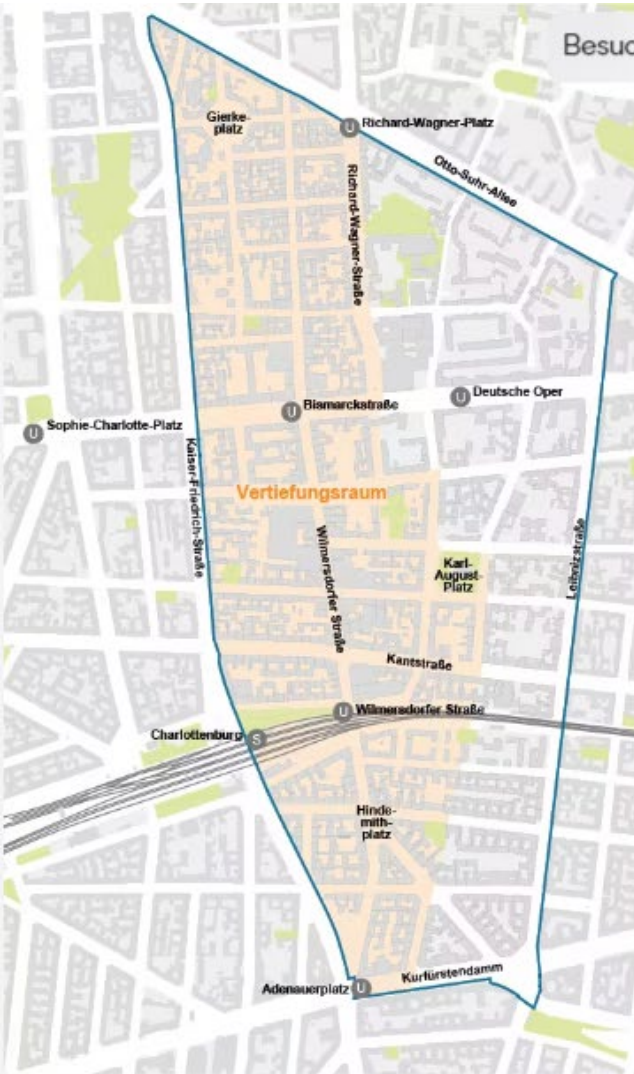 Besuc
Gierke-
platz
U Richard-Wagner-Platz
Otto-Suhr-Allee
Richard-Wagner-Straße
U Bismarckstraße
U Deutsche Oper
Sophie-Charlotte-Platz
U
Kaiser-Friedrich-Straße
Vertiefungsraum
Wilmersdorfer Straße
Leibnizstraße
Karl-
August-
Platz
Kantstraße
U Wilmersdorfer Straße
Charlottenburg S
Hinde-
mith-
platz
Kurfürstendamm
Adenauerplatz U